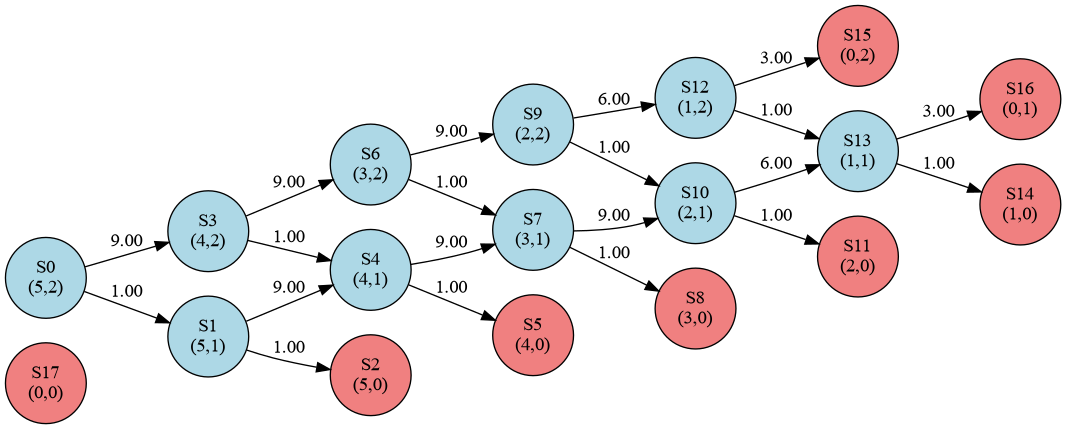 S15
(0,2)
3.00
S12
(1,2)
S16
(0,1)
6.00
1.00
3.00
S9
(2,2)
S13
(1,1)
9.00
1.00
6.00
1.00
S6
(3,2)
S10
(2,1)
S14
(1,0)
9.00
1.00
9.00
1.00
S3
(4,2)
S7
(3,1)
S11
(2,0)
9.00
1.00
9.00
1.00
S0
(5,2)
S4
(4,1)
S8
(3,0)
1.00
9.00
1.00
S1
(5,1)
S5
(4,0)
1.00
S17
(0,0)
S2
(5,0)